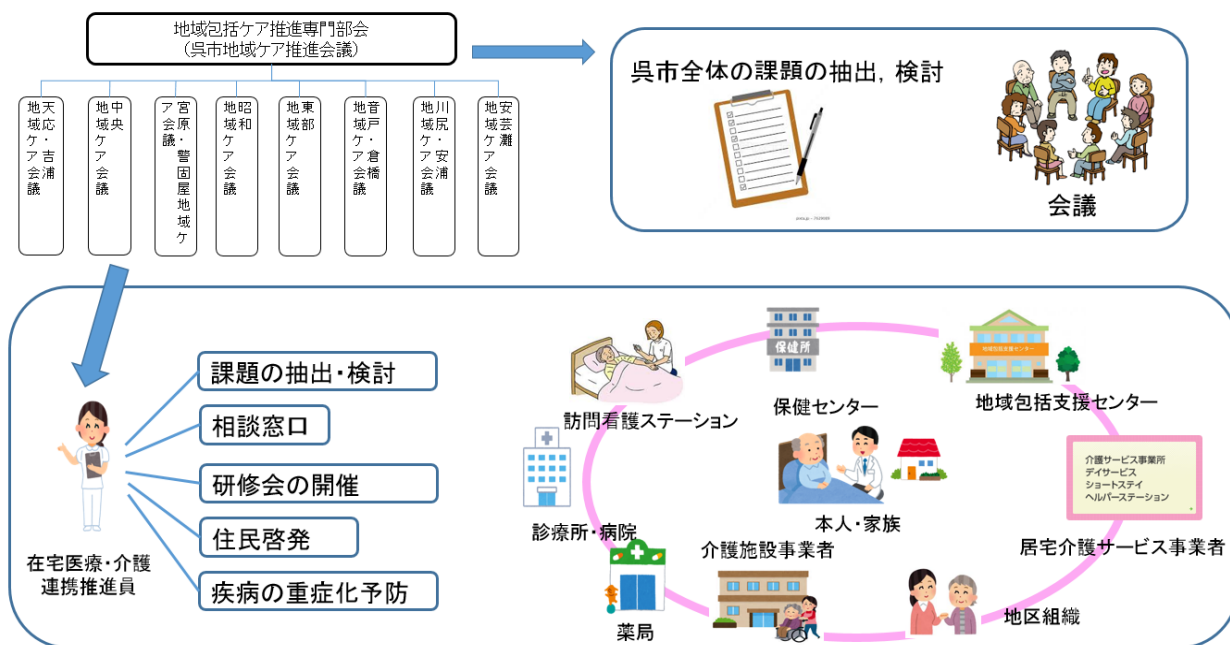 地域包括ケア推進専門部会
（呉市地域ケア推進会議）
天応・吉浦
地域ケア会議
中央
地域ケア会議
宮原・警固屋地域ケ
ア会議
昭和
地域ケア会議
東部
地域ケア会議
音戸・倉橋
地域ケア会議
川尻・安浦
地域ケア会議
安芸灘
地域ケア会議
呉市全体の課題の抽出，検討
会議
在宅医療・介護
連携推進員
課題の抽出・検討
相談窓口
研修会の開催
住民啓発
疾病の重症化予防
訪問看護ステーション
保健所
保健センター
地域包括支援センター
地域包括支援センター
診療所・病院
本人・家族
介護サービス事業所
デイサービス
ショートステイ
ヘルパーステーション
居宅介護サービス事業者
介護施設事業者
薬局
地区組織